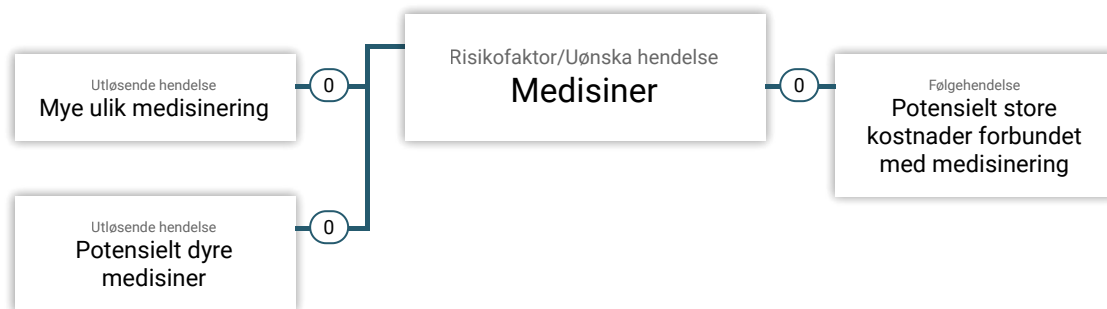 Utløsende hendelse
Mye ulik medisinering
0
Utløsende hendelse
Potensielt dyre
medisiner
0
Risikofaktor/Uønska hendelse
Medisiner
0
Følgehendelse
Potensielt store
kostnader forbundet
med medisinering